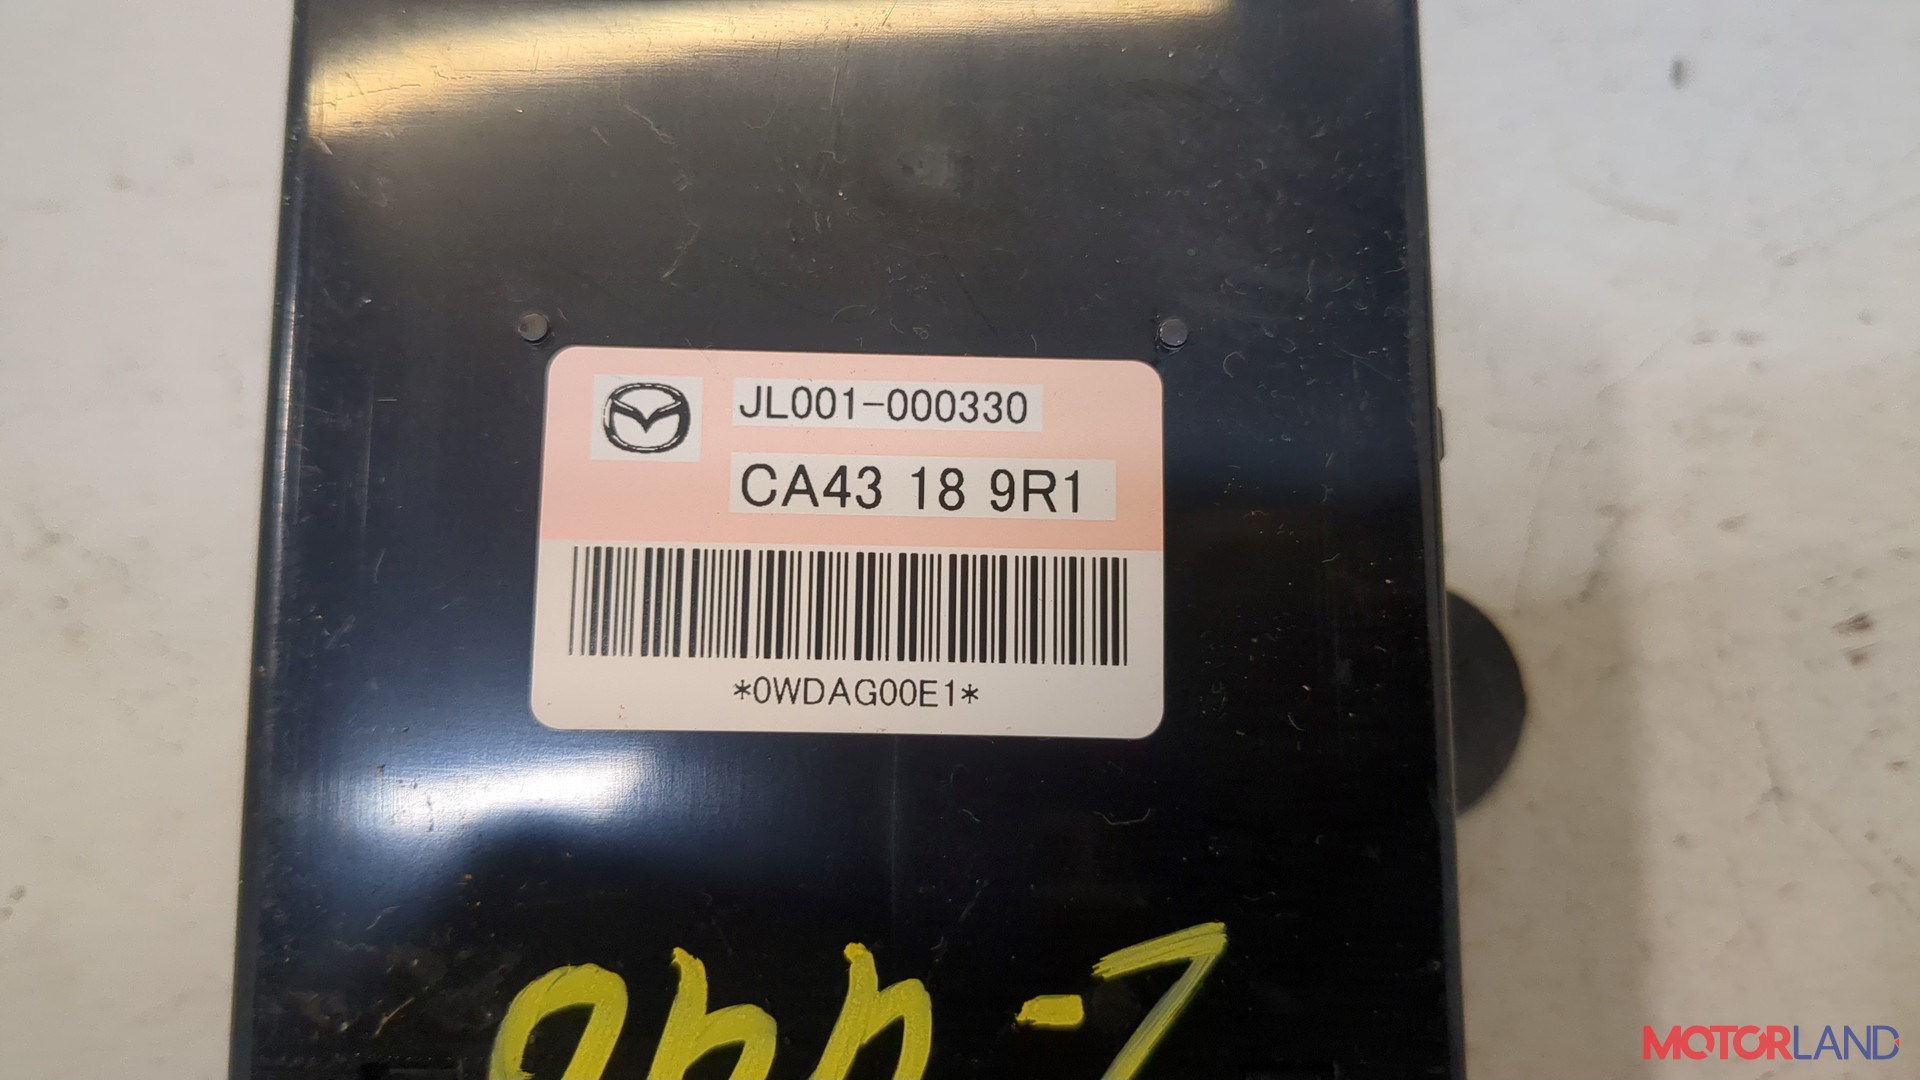 JL001-000330
CA43 18 9R1
*0WDAG00E1*
MOTORLAND